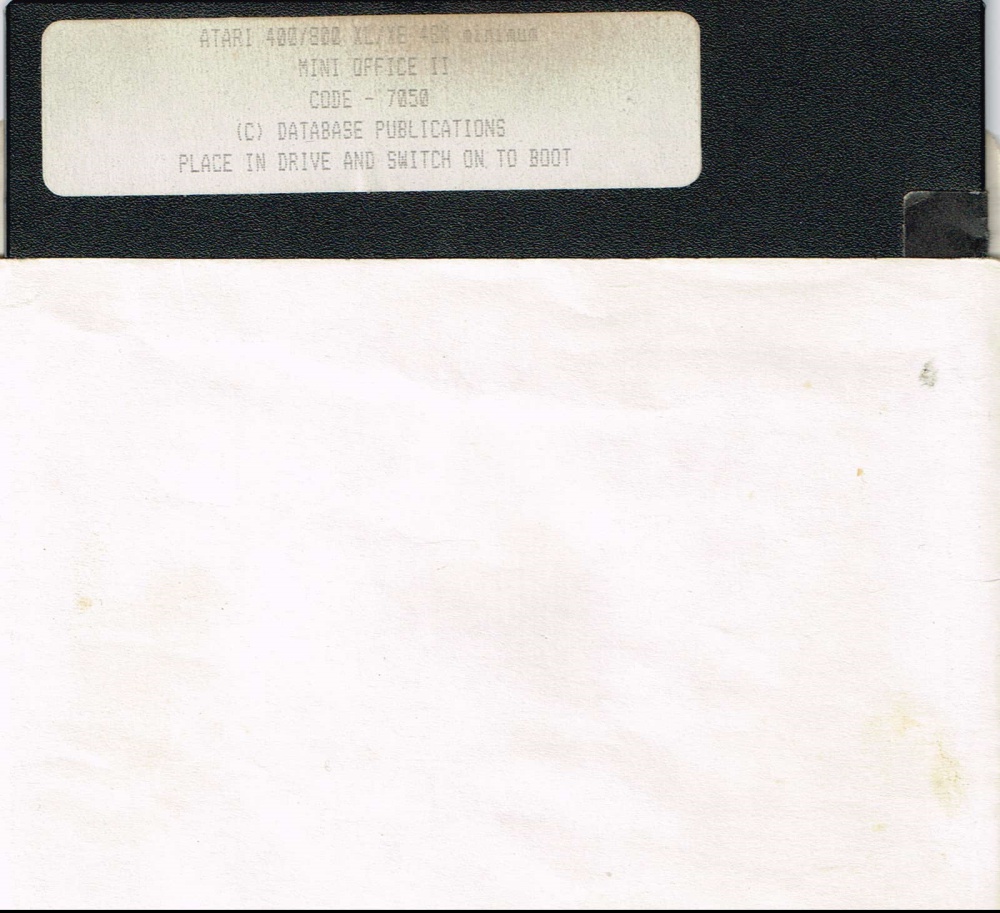 ATARI 400/800 XL/XE 48K minimum
MINI OFFICE II
CODE - 7050
(C) DATABASE PUBLICATIONS
PLACE IN DRIVE AND SWITCH ON TO BOOT